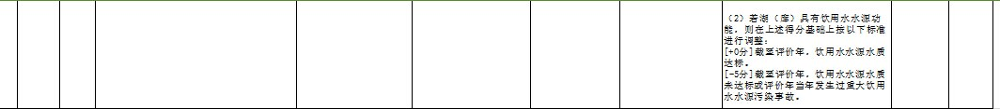 （2）若湖（库）具有饮用水水源功
能，则在上述得分基础上按以下标准
进行调整：
[+0分]截至评价年，饮用水水源水质
达标。
[-5分]截至评价年，饮用水水源水质
未达标或评价年当年发生过重大饮用
水水源污染事故。